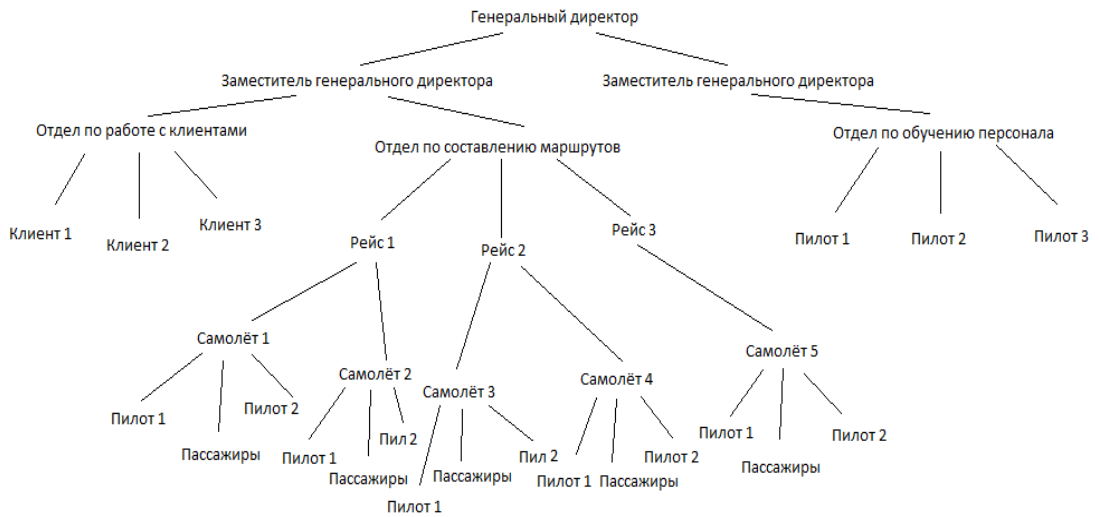 Генеральный директор
Заместитель генерального директора
Заместитель генерального директора
Отдел по работе с клиентами
Отдел по составлению маршрутов
Отдел по обучению персонала
Клиент 1
Клиент 2
Клиент 3
Рейс 1
Рейс 2
Рейс 3
Пилот 1
Пилот 2
Пилот 3
Самолёт 1
Самолёт 2
Самолёт 3
Самолёт 4
Самолёт 5
Пилот 1
Пассажиры
Пилот 2
Пилот 1
Пассажиры
Пил 2
Пилот 1
Пассажиры
Пил 2
Пилот 1
Пассажиры
Пилот 2
Пилот 1
Пассажиры
Пилот 2